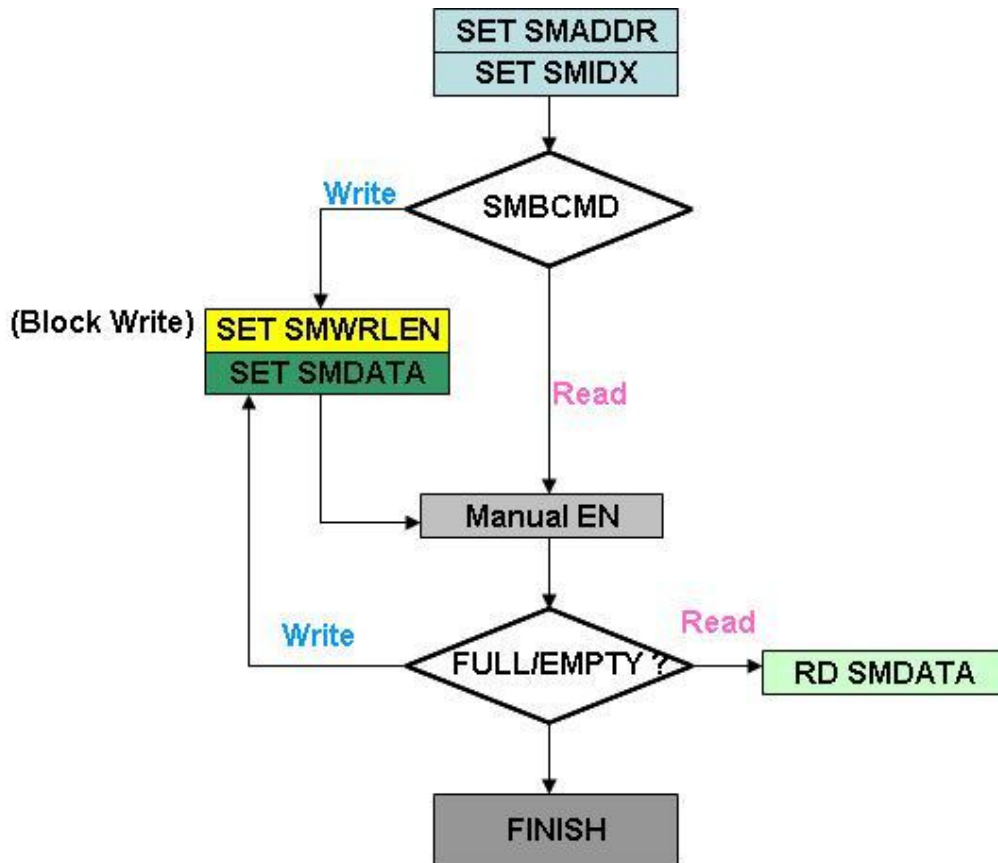 SET SMADDR
SET SMIDX
Write
SMBCMD
(Block Write)
SET SMWRLEN
SET SMDATA
Read
Manual EN
Write
FULL/EMPTY ?
Read
RD SMDATA
FINISH